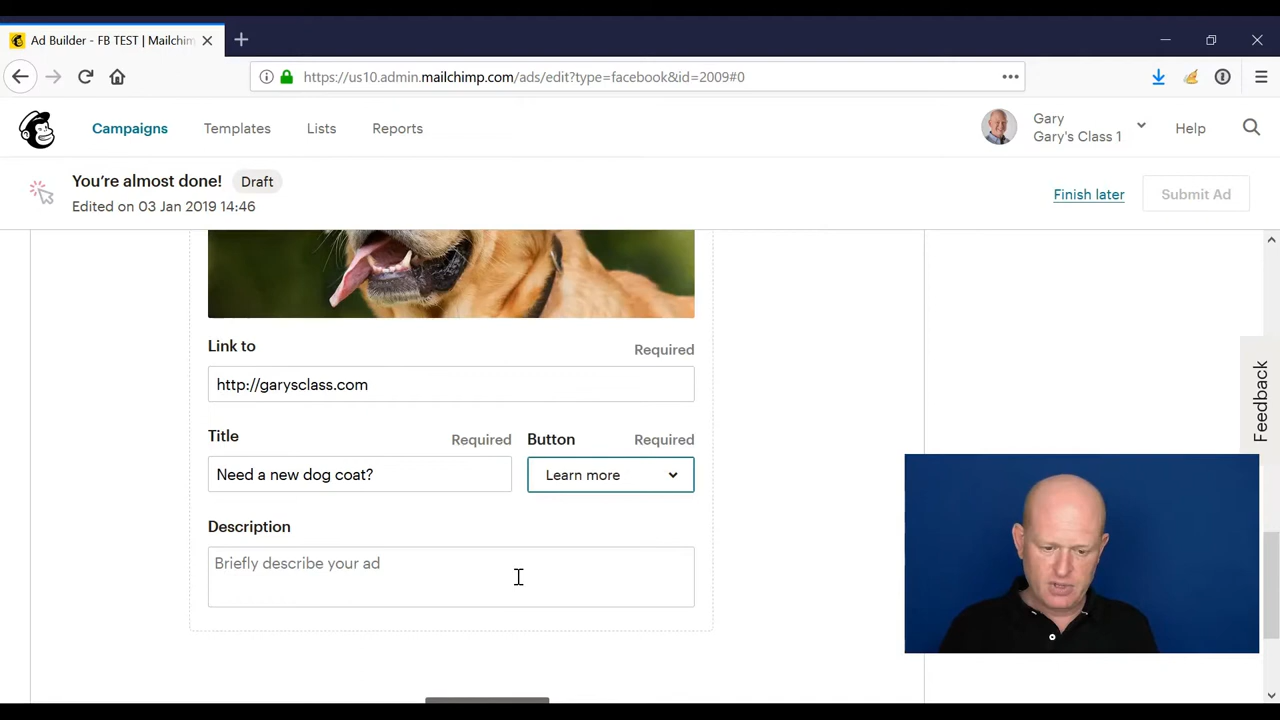 Ad Builder - FB TEST | Mailchim
https://us10.admin.mailchimp.com/ads/edit?type=facebook&id=2009#0
Campaigns
Templates
Lists
Reports
Gary
Gary's Class 1
Help
You're almost done!
Draft
Edited on 03 Jan 2019 14:46
Finish later
Submit Ad
Link to
Required
http://garysclass.com
Title
Required
Button
Required
Need a new dog coat?
Learn more
Description
Briefly describe your ad
Feedback